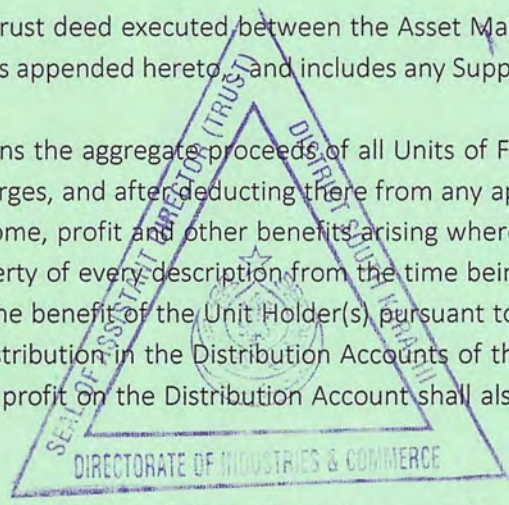 rust deed executed between the Asset Ma
s appended hereto, and includes any Supp
ns the aggregate proceeds of all Units of F
rges, and after deducting there from any ap
ome, profit and other benefits arising wher
erty of every description from the time bein
he benefit of the Unit Holder(s) pursuant to
stribution in the Distribution Accounts of th
profit on the Distribution Account shall als
SEAL OF ASSISTANT DIRECTOR (TRUST)
DISTRICT SOUTH KARACHI
DIRECTORATE OF INDUSTRIES & COMMERCE